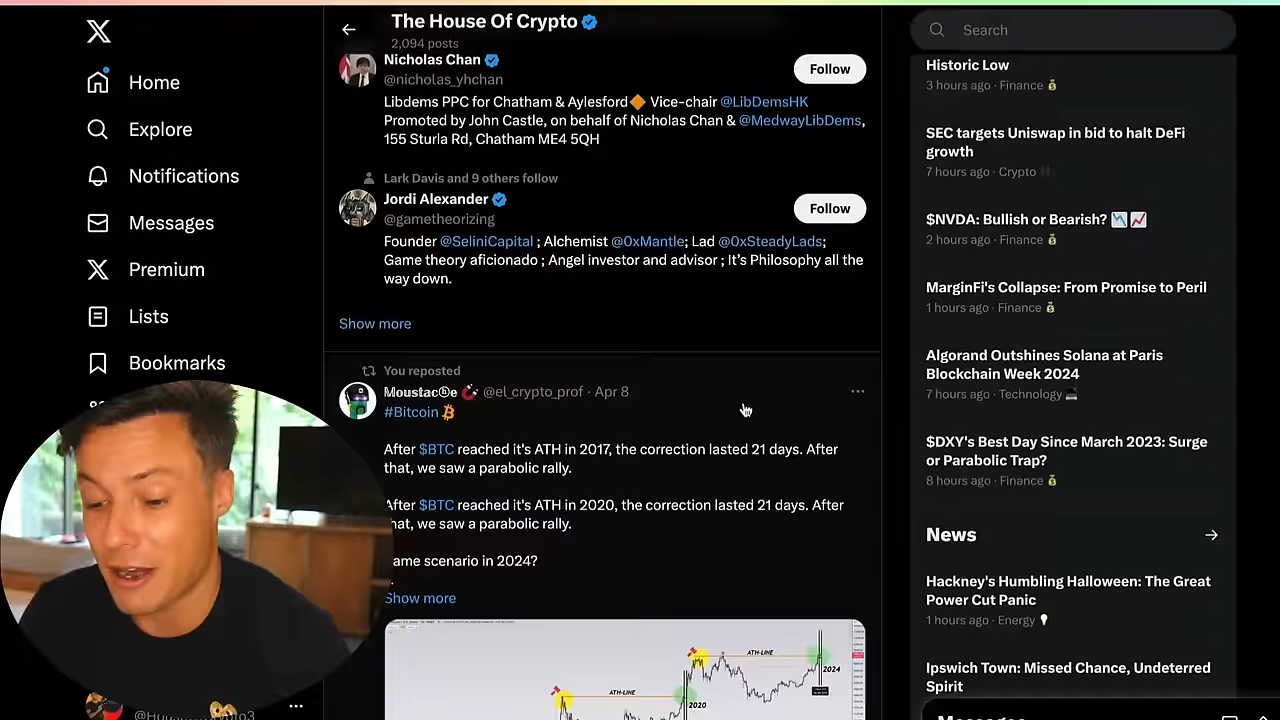 The House Of Crypto
2,094 posts
Home
Explore
Notifications
Messages
Premium
Lists
Bookmarks
Nicholas Chan
@nicholas_yhchan
Follow
Libdems PPC for Chatham & Aylesford🔶 Vice-chair @LibDemsHK
Promoted by John Castle, on behalf of Nicholas Chan & @MedwayLibDems,
155 Sturla Rd, Chatham ME4 5QH
Lark Davis and 9 others follow
Jordi Alexander
@gametheorizing
Follow
Founder @SeliniCapital ; Alchemist @0xMantle; Lad @0xSteadyLads;
Game theory aficionado ; Angel investor and advisor ; It’s Philosophy all the
way down.
Show more
You reposted
Moustache @el_crypto_prof · Apr 8
#Bitcoin
After $BTC reached it's ATH in 2017, the correction lasted 21 days. After
that, we saw a parabolic rally.
After $BTC reached it's ATH in 2020, the correction lasted 21 days. After
hat, we saw a parabolic rally.
ame scenario in 2024?
.
Show more
ATH-LINE
2020
ATH-LINE
2024
Search
Historic Low
3 hours ago · Finance 💰
SEC targets Uniswap in bid to halt DeFi
growth
7 hours ago · Crypto
$NVDA: Bullish or Bearish? 📉📈
2 hours ago · Finance 💰
MarginFi's Collapse: From Promise to Peril
1 hours ago · Finance 💰
Algorand Outshines Solana at Paris
Blockchain Week 2024
7 hours ago · Technology 💻
$DXY's Best Day Since March 2023: Surge
or Parabolic Trap?
8 hours ago · Finance 💰
News
Hackney's Humbling Halloween: The Great
Power Cut Panic
1 hours ago · Energy 💡
Ipswich Town: Missed Chance, Undeterred
Spirit
Messages